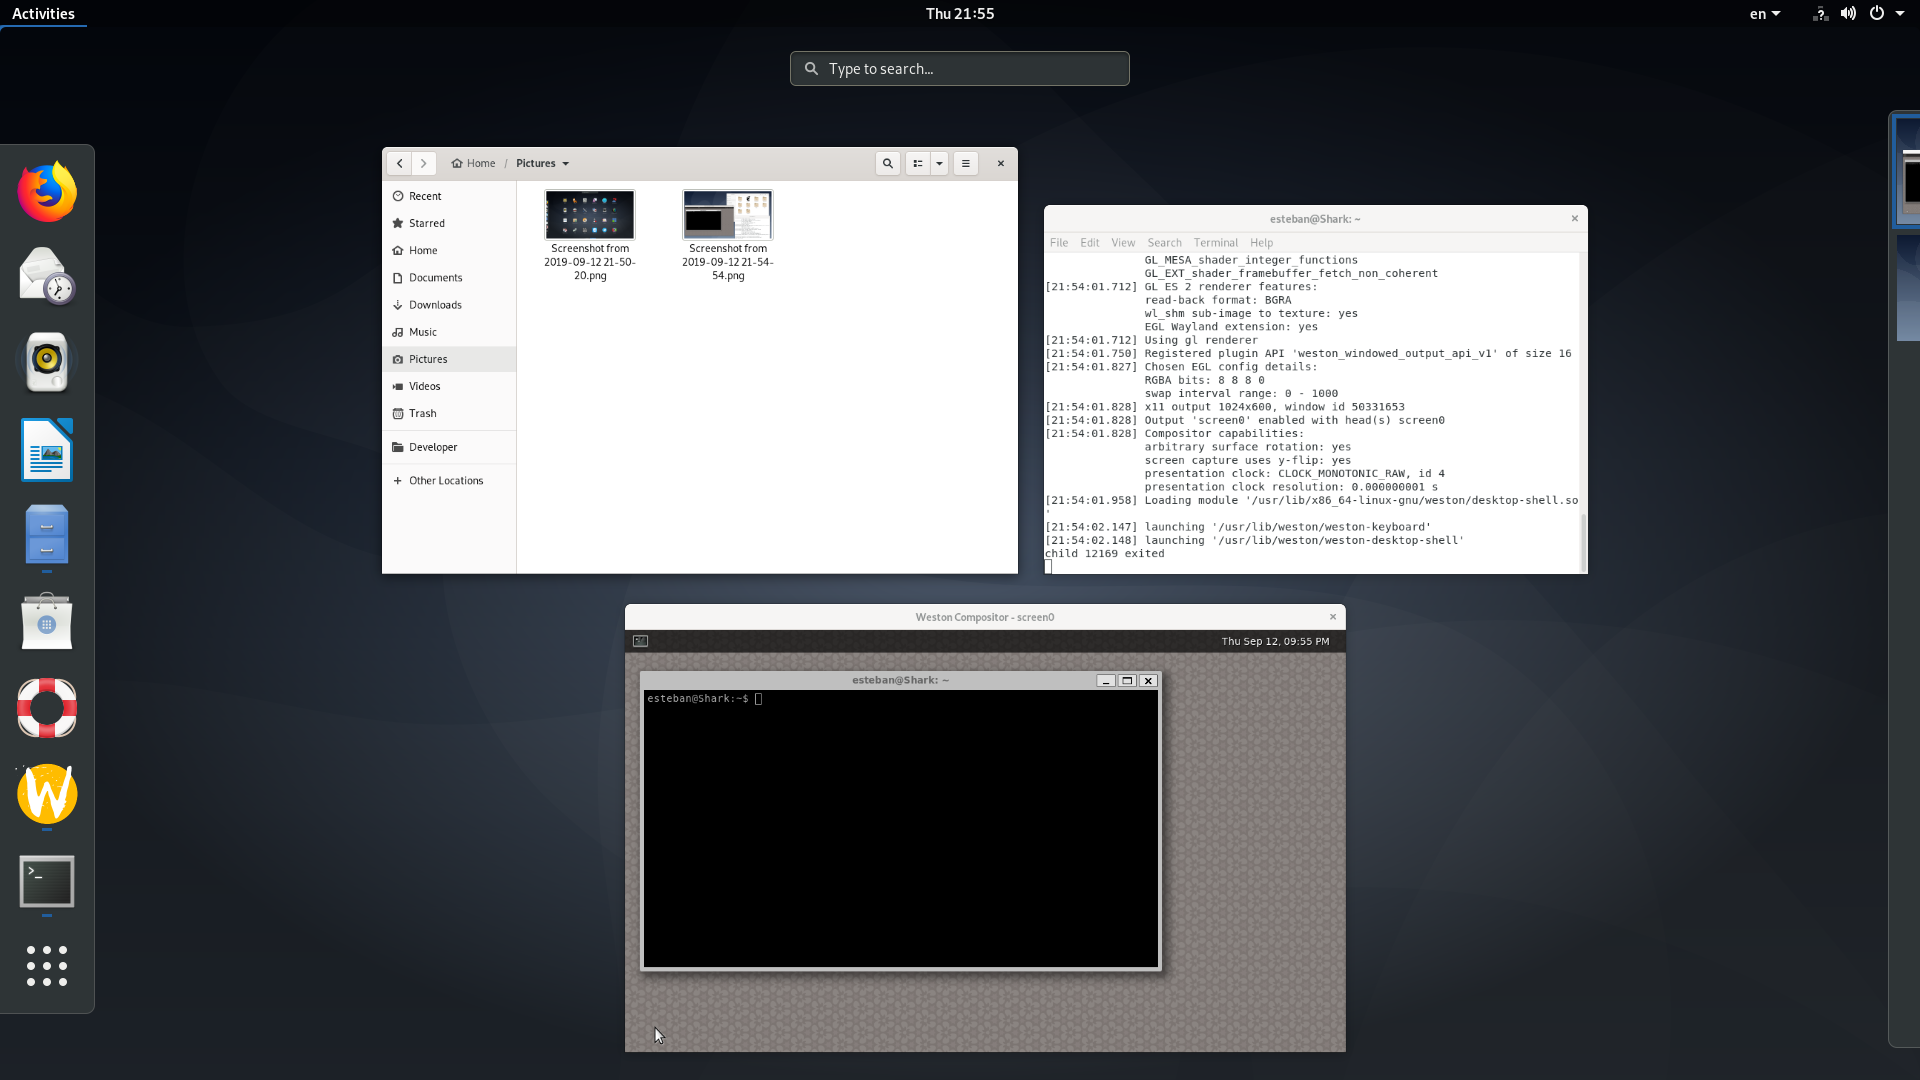 Activities
Thu 21:55
en
Type to search...
Home / Pictures
Recent
Starred
Home
Documents
Downloads
Music
Pictures
Videos
Trash
Developer
Other Locations
Screenshot from
2019-09-12 21-50-
20.png
Screenshot from
2019-09-12 21-54-
54.png
esteban@Shark: ~
File Edit View Search Terminal Help
GL_MESA_shader_integer_functions
GL_EXT_shader_framebuffer_fetch_non_coherent
[21:54:01.712] GL ES 2 renderer features:
read-back format: BGRA
wl_shm sub-image to texture: yes
EGL Wayland extension: yes
[21:54:01.712] Using gl renderer
[21:54:01.750] Registered plugin API 'weston_windowed_output_api_v1' of size 16
[21:54:01.827] Chosen EGL config details:
RGBA bits: 8 8 8 0
swap interval range: 0 - 1000
[21:54:01.828] x11 output 1024x600, window id 50331653
[21:54:01.828] Output 'screen0' enabled with head(s) screen0
[21:54:01.828] Compositor capabilities:
arbitrary surface rotation: yes
screen capture uses y-flip: yes
presentation clock: CLOCK_MONOTONIC_RAW, id 4
presentation clock resolution: 0.000000001 s
[21:54:01.958] Loading module '/usr/lib/x86_64-linux-gnu/weston/desktop-shell.so
'
[21:54:02.147] launching '/usr/lib/weston/weston-keyboard'
[21:54:02.148] launching '/usr/lib/weston/weston-desktop-shell'
child 12169 exited
Weston Compositor - screen0
Thu Sep 12, 09:55 PM
esteban@Shark: ~
esteban@Shark:~$